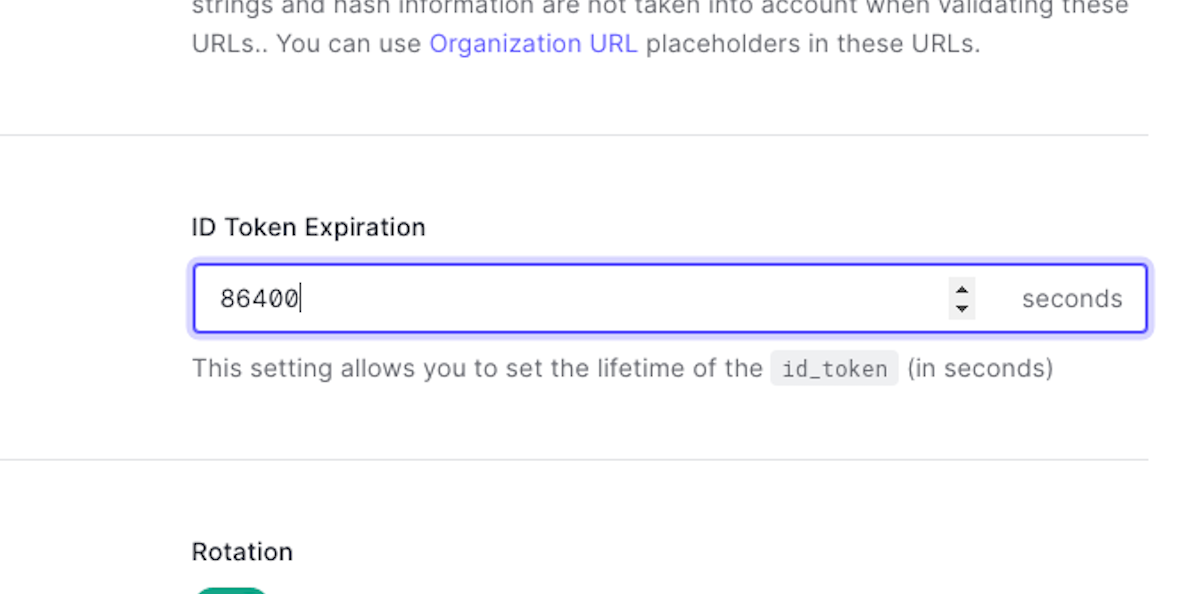 strings and hash information are not taken into account when validating these
URLs.. You can use Organization URL placeholders in these URLs.
ID Token Expiration
86400 seconds
This setting allows you to set the lifetime of the id_token (in seconds)
Rotation